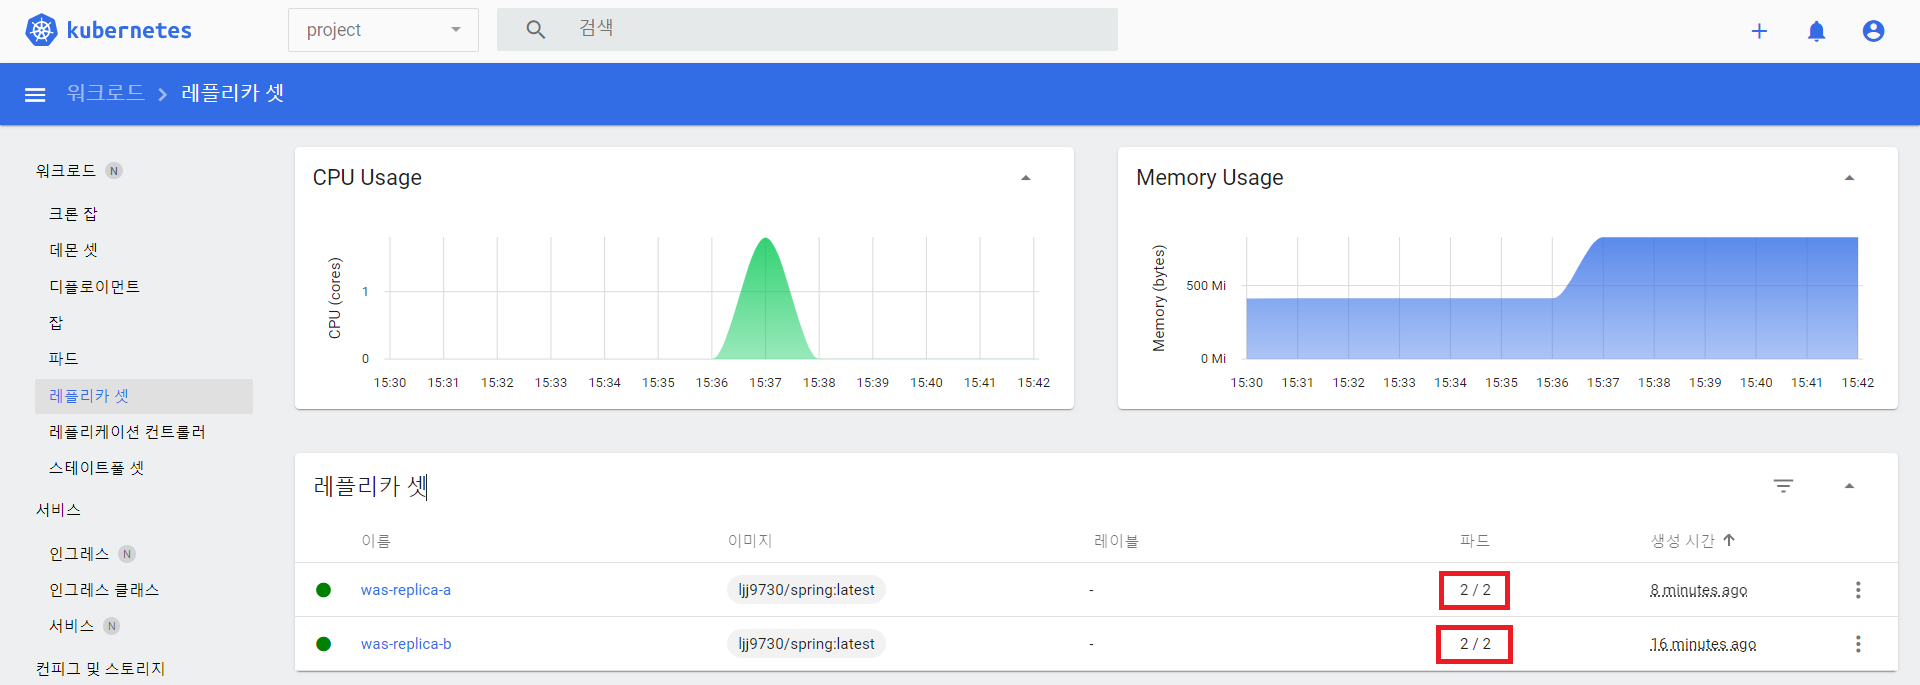 kubernetes
project
검색
워크로드 > 레플리카 셋
워크로드 N
크론 잡
데몬 셋
디플로이먼트
잡
파드
레플리카 셋
레플리케이션 컨트롤러
스테이트풀 셋
서비스
인그레스 N
인그레스 클래스
서비스 N
컨피그 및 스토리지
CPU Usage
CPU (cores)
1
0
15:30 15:31 15:32 15:33 15:34 15:35 15:36 15:37 15:38 15:39 15:40 15:41 15:42
Memory Usage
Memory (bytes)
500 Mi
0 Mi
15:30 15:31 15:32 15:33 15:34 15:35 15:36 15:37 15:38 15:39 15:40 15:41 15:42
레플리카 셋
이름 이미지 레이블 파드 생성 시간
was-replica-a ljj9730/spring:latest - 2 / 2 8 minutes ago
was-replica-b ljj9730/spring:latest - 2 / 2 16 minutes ago